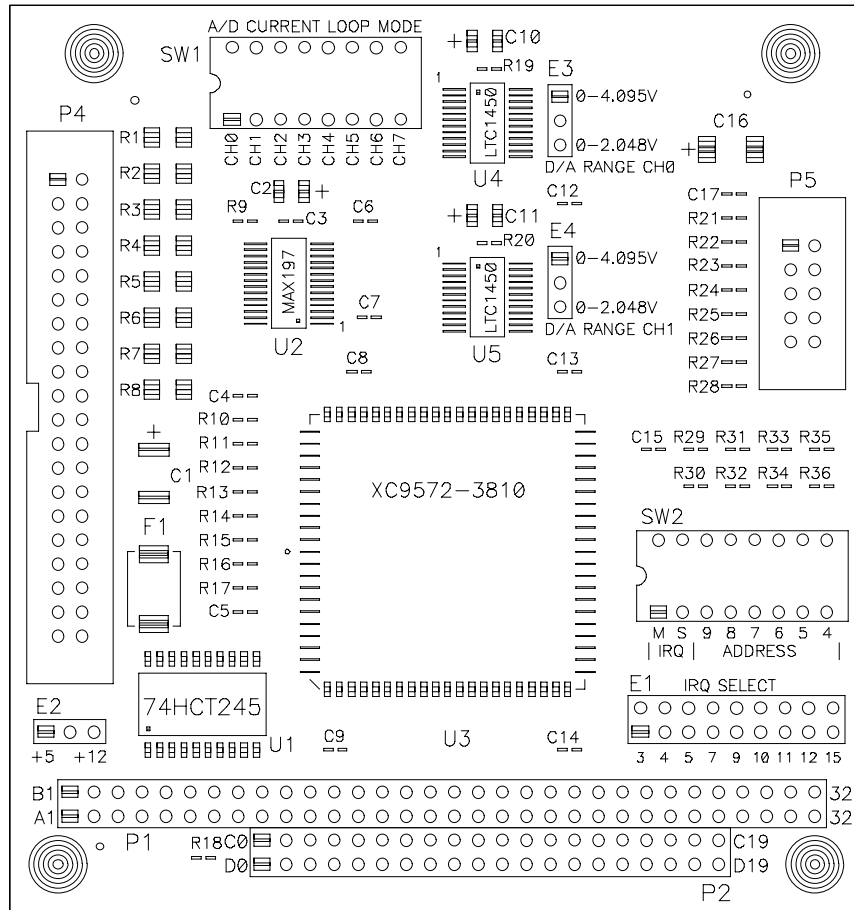 A/D CURRENT LOOP MODE
SW1
CH0 CH1 CH2 CH3 CH4 CH5 CH6 CH7
P4
R1
R2
R3
R4
R5
R6
R7
R8
+ C10
R19
1
LTC1450
U4
E3
0-4.095V
0-2.048V
D/A RANGE CH0
C16
+
C2 +
R9 C3 C6
MAX197
1
U2
C7
C8
+ C11
R20
1
LTC1450
U5
C12
E4
0-4.095V
0-2.048V
D/A RANGE CH1
C13
P5
C17
R21
R22
R23
R24
R25
R26
R27
R28
C4
R10
R11
R12
R13
R14
R15
R16
R17
C5
+
C1
F1
XC9572-3810
U3
C15 R29 R31 R33 R35
R30 R32 R34 R36
SW2
M S 9 8 7 6 5 4
| IRQ | ADDRESS |
E1 IRQ SELECT
3 4 5 7 9 10 11 12 15
E2
+5 +12
74HCT245
U1
C9
C14
B1 32
A1 32
P1
R18
C0 C19
D0 D19
P2